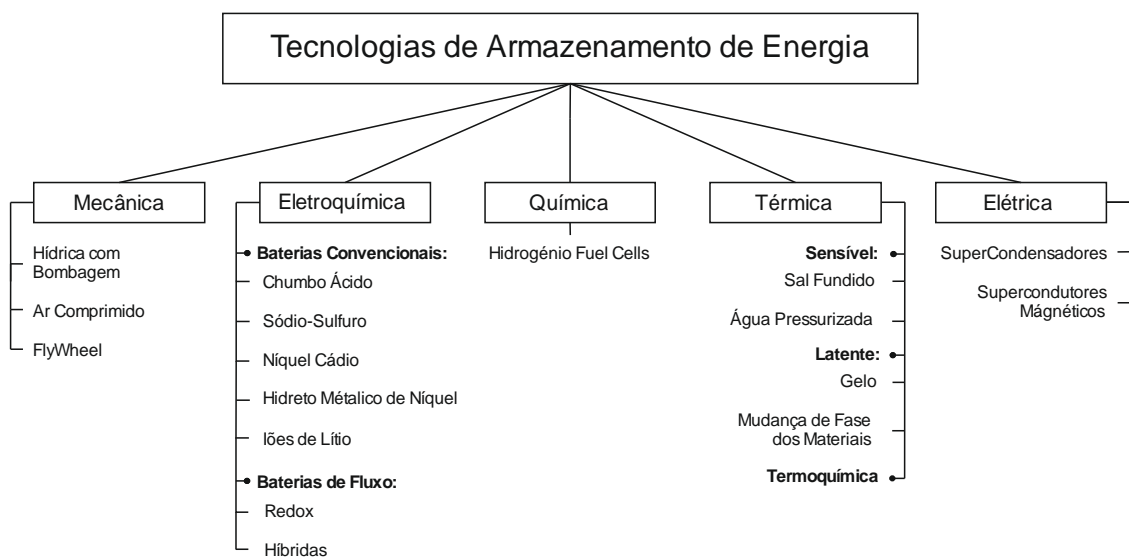 Tecnologias de Armazenamento de Energia
Mecânica
Hídrica com
Bombagem
Ar Comprimido
FlyWheel
Eletroquímica
Baterias Convencionais:
Chumbo Ácido
Sódio-Sulfuro
Níquel Cádio
Hidreto Métalico de Níquel
Iões de Lítio
Baterias de Fluxo:
Redox
Híbridas
Química
Hidrogénio Fuel Cells
Térmica
Sensível:
Sal Fundido
Água Pressurizada
Latente:
Gelo
Mudança de Fase
dos Materiais
Termoquímica
Elétrica
SuperCondensadores
Supercondutores
Mágnéticos